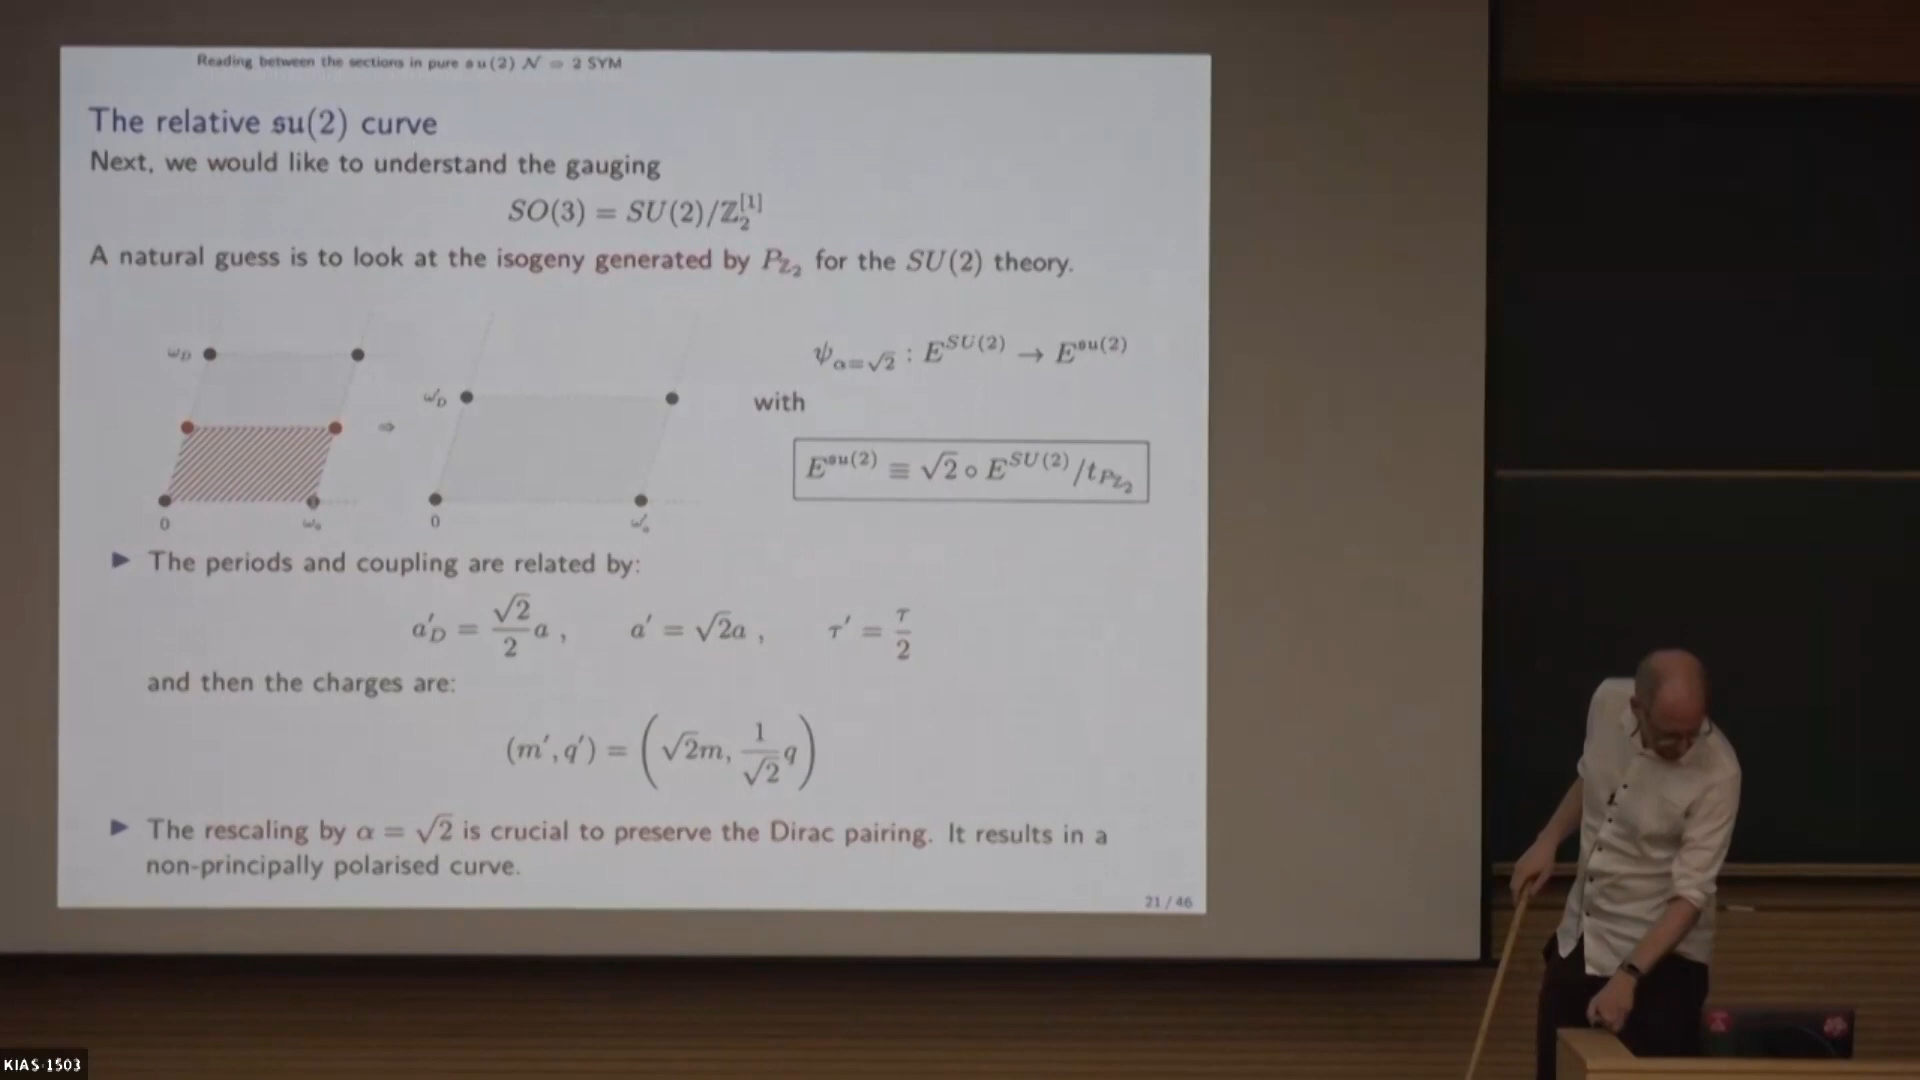 Reading between the sections in pure su(2) N = 2 SYM
The relative su(2) curve
Next, we would like to understand the gauging
SO(3) = SU(2)/ℤ₂^[1]
A natural guess is to look at the isogeny generated by P_ℤ₂ for the SU(2) theory.
ω_D
ω_a
0
⇒
ω'_D
0
ω'_a
ψ_{α=√2} : E^{SU(2)} → E^{su(2)}
with
E^{su(2)} ≡ √2 ∘ E^{SU(2)}/t_{P_ℤ₂}
▶ The periods and coupling are related by:
a'_D = √2/2 a , a' = √2a , τ' = τ/2
and then the charges are:
(m', q') = (√2m, 1/√2 q)
▶ The rescaling by α = √2 is crucial to preserve the Dirac pairing. It results in a
non-principally polarised curve.
21 / 46
KIAS 1503